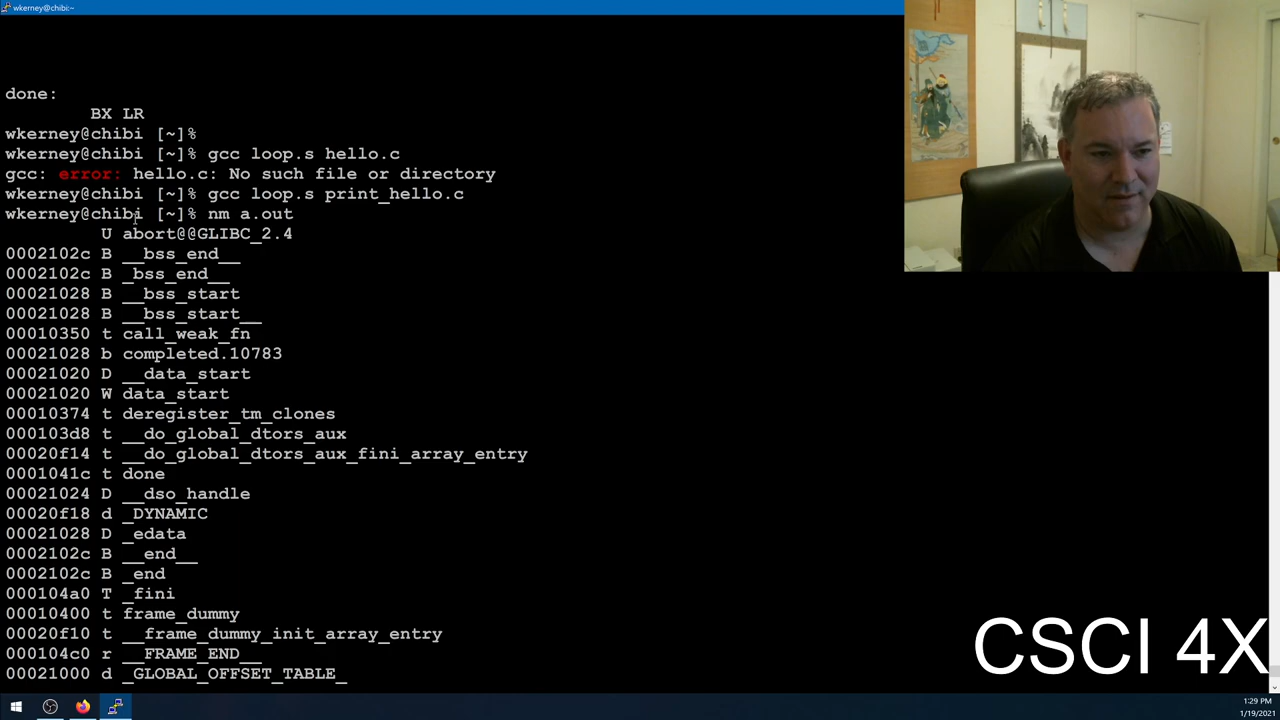 wkerney@chibi:~
done:
BX LR
wkerney@chibi [~]%
wkerney@chibi [~]% gcc loop.s hello.c
gcc: error: hello.c: No such file or directory
wkerney@chibi [~]% gcc loop.s print_hello.c
wkerney@chibi [~]% nm a.out
U abort@@GLIBC_2.4
0002102c B __bss_end__
0002102c B _bss_end__
00021028 B __bss_start
00021028 B __bss_start__
00010350 t call_weak_fn
00021028 b completed.10783
00021020 D __data_start
00021020 W data_start
00010374 t deregister_tm_clones
000103d8 t __do_global_dtors_aux
00020f14 t __do_global_dtors_aux_fini_array_entry
0001041c t done
00021024 D __dso_handle
00020f18 d _DYNAMIC
00021028 D _edata
0002102c B __end__
0002102c B _end
000104a0 T _fini
00010400 t frame_dummy
00020f10 t __frame_dummy_init_array_entry
000104c0 r __FRAME_END__
00021000 d _GLOBAL_OFFSET_TABLE_
CSCI 4X
1:29 PM
1/19/2021